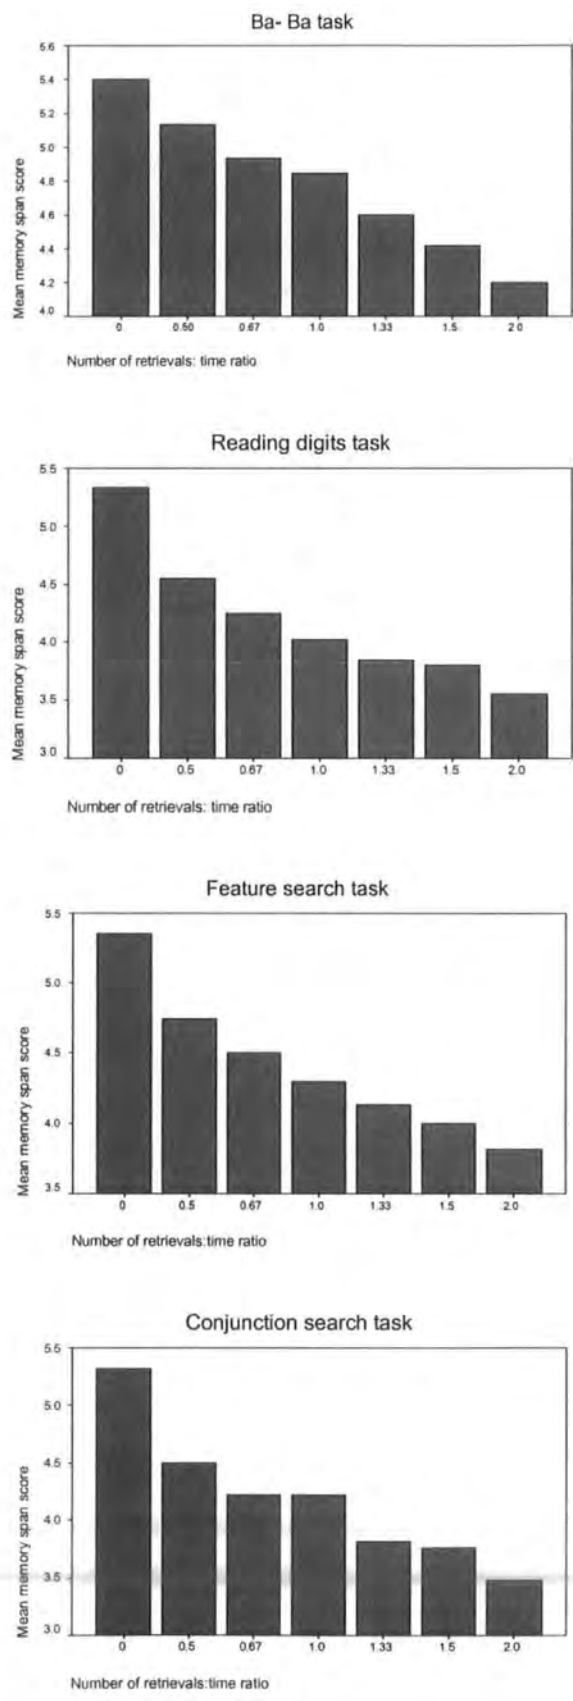 Ba- Ba task
Mean memory span score
5.6
5.4
5.2
5.0
4.8
4.6
4.4
4.2
4.0
0 0.50 0.67 1.0 1.33 1.5 2.0
Number of retrievals: time ratio
Reading digits task
Mean memory span score
5.5
5.0
4.5
4.0
3.5
3.0
0 0.5 0.67 1.0 1.33 1.5 2.0
Number of retrievals: time ratio
Feature search task
Mean memory span score
5.5
5.0
4.5
4.0
3.5
0 0.5 0.67 1.0 1.33 1.5 2.0
Number of retrievals:time ratio
Conjunction search task
Mean memory span score
5.5
5.0
4.5
4.0
3.5
3.0
0 0.5 0.67 1.0 1.33 1.5 2.0
Number of retrievals:time ratio